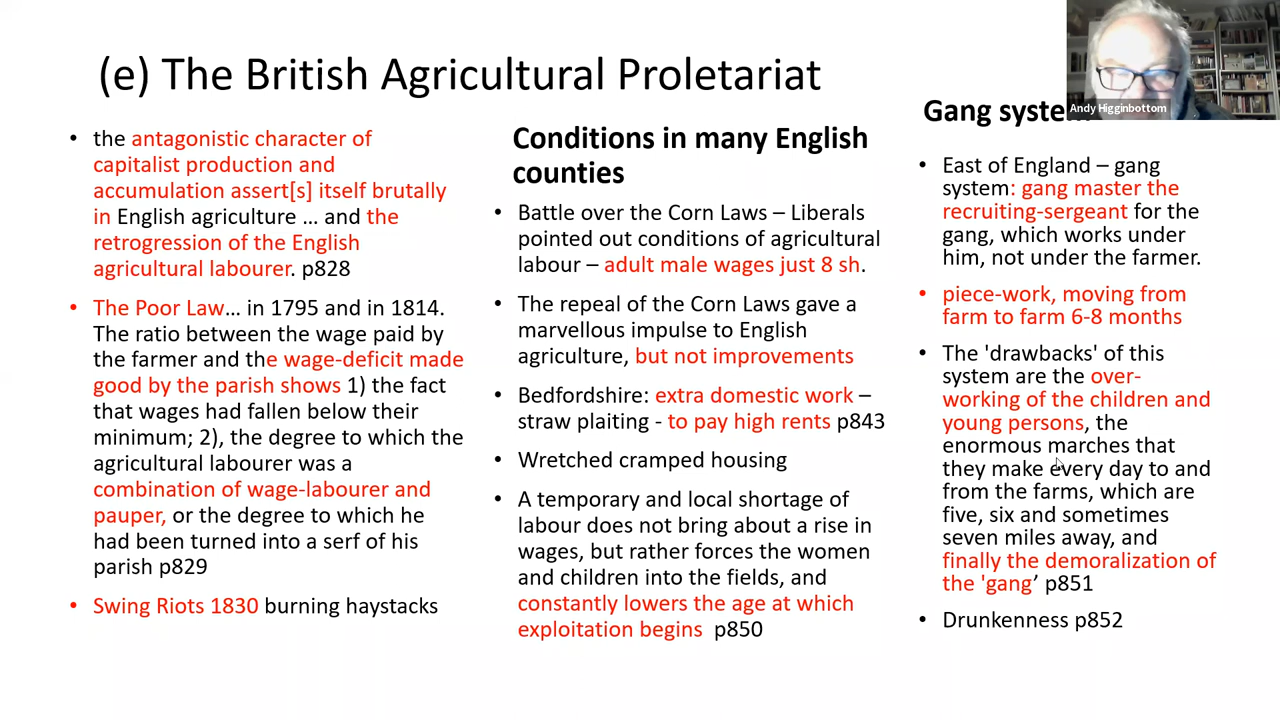 (e) The British Agricultural Proletariat
Andy Higginbottom
• the antagonistic character of
capitalist production and
accumulation assert[s] itself brutally
in English agriculture … and the
retrogression of the English
agricultural labourer. p828
• The Poor Law… in 1795 and in 1814.
The ratio between the wage paid by
the farmer and the wage-deficit made
good by the parish shows 1) the fact
that wages had fallen below their
minimum; 2), the degree to which the
agricultural labourer was a
combination of wage-labourer and
pauper, or the degree to which he
had been turned into a serf of his
parish p829
• Swing Riots 1830 burning haystacks
Conditions in many English
counties
• Battle over the Corn Laws – Liberals
pointed out conditions of agricultural
labour – adult male wages just 8 sh.
• The repeal of the Corn Laws gave a
marvellous impulse to English
agriculture, but not improvements
• Bedfordshire: extra domestic work –
straw plaiting - to pay high rents p843
• Wretched cramped housing
• A temporary and local shortage of
labour does not bring about a rise in
wages, but rather forces the women
and children into the fields, and
constantly lowers the age at which
exploitation begins p850
Gang system
• East of England – gang
system: gang master the
recruiting-sergeant for the
gang, which works under
him, not under the farmer.
• piece-work, moving from
farm to farm 6-8 months
• The 'drawbacks' of this
system are the over-
working of the children and
young persons, the
enormous marches that
they make every day to and
from the farms, which are
five, six and sometimes
seven miles away, and
finally the demoralization of
the 'gang’ p851
• Drunkenness p852